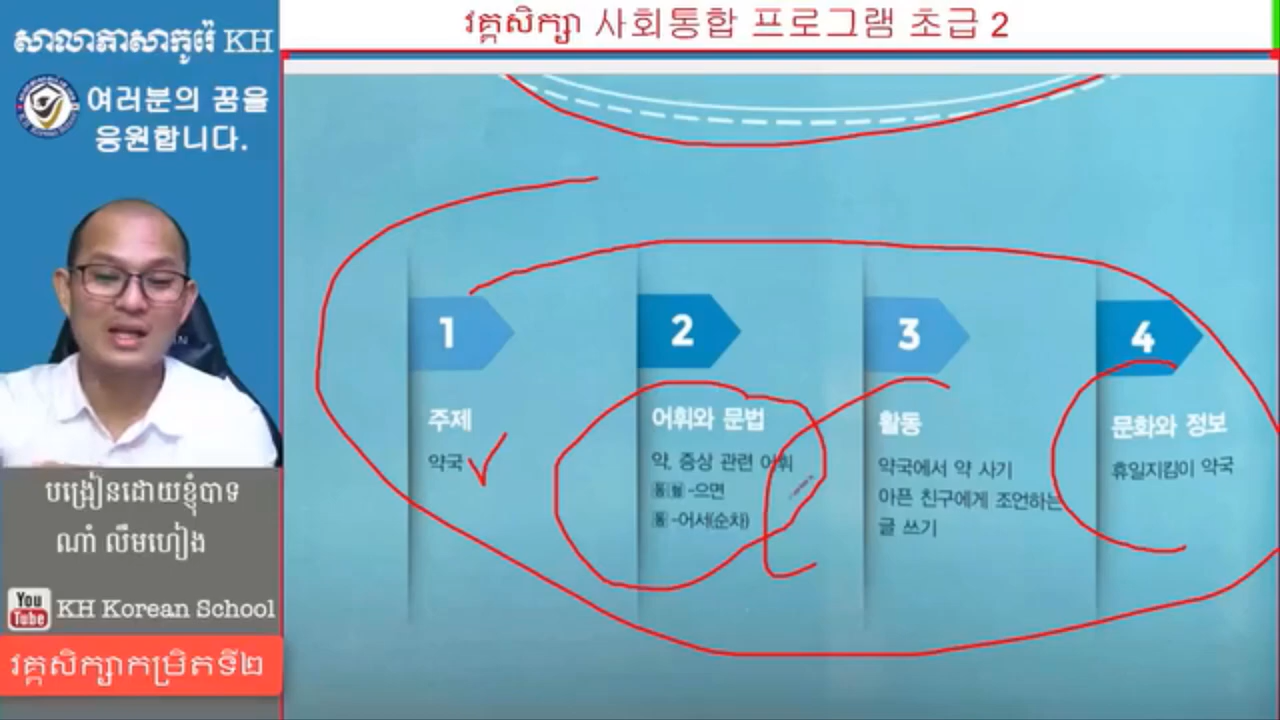 សាលាភាសាកូរ៉េ KH
여러분의 꿈을
응원합니다.
វគ្គសិក្សា 사회통합 프로그램 초급 2
1
주제
약국
2
어휘와 문법
약, 증상 관련 어휘
동 형 -으면
동 -어서(순차)
3
활동
약국에서 약 사기
아픈 친구에게 조언하는
글 쓰기
4
문화와 정보
휴일지킴이 약국
បង្រៀនដោយខ្ញុំបាទ
ណាំ លឹមហៀង
You Tube KH Korean School
វគ្គសិក្សាកម្រិតទី២